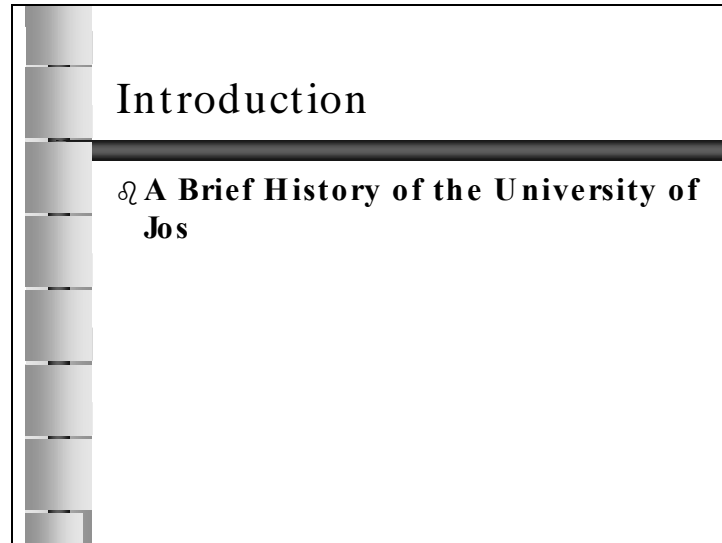 Introduction
♌ A Brief History of the University of
Jos